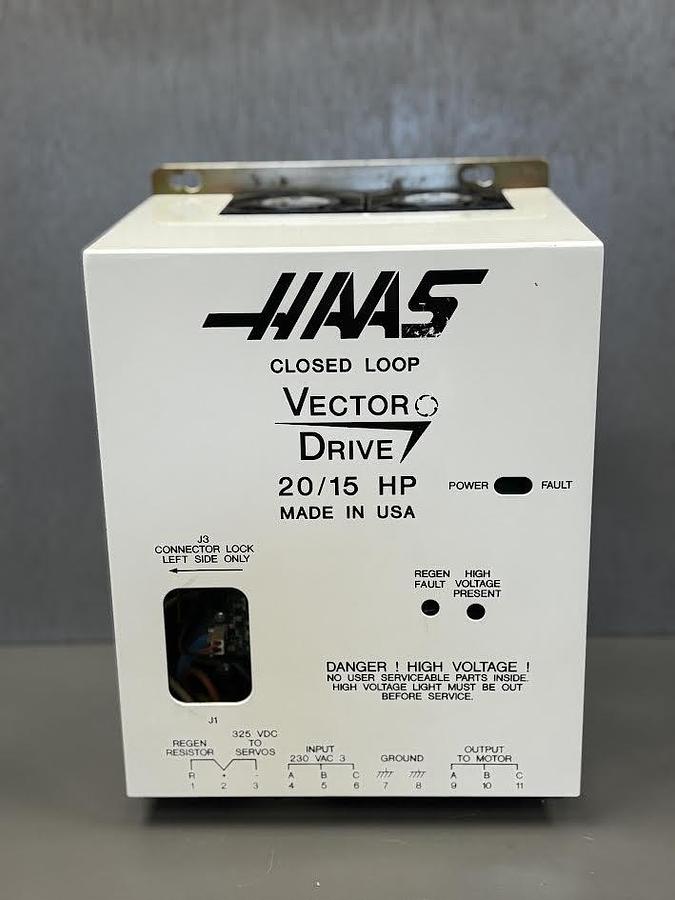 HAAS
CLOSED LOOP
VECTOR
DRIVE
20/15 HP
MADE IN USA
POWER FAULT
J3
CONNECTOR LOCK
LEFT SIDE ONLY
REGEN FAULT
HIGH VOLTAGE PRESENT
DANGER ! HIGH VOLTAGE !
NO USER SERVICEABLE PARTS INSIDE.
HIGH VOLTAGE LIGHT MUST BE OUT
BEFORE SERVICE.
J1
REGEN
RESISTOR
325 VDC
TO
SERVOS
INPUT
230 VAC 3
GROUND
OUTPUT
TO MOTOR
R + - A B C A B C
1 2 3 4 5 6 7 8 9 10 11